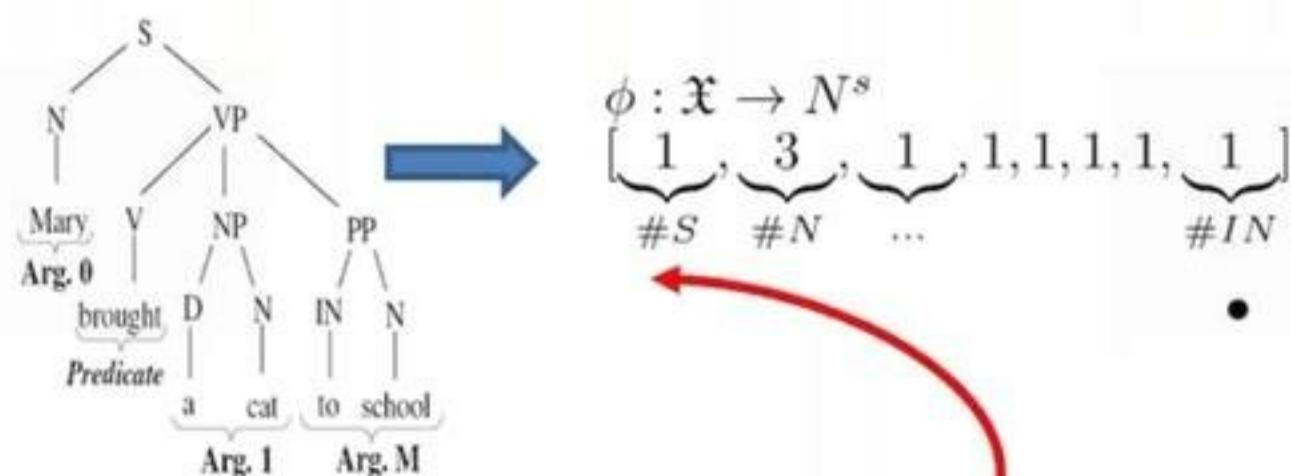 S
N VP
Mary V NP PP
Arg. 0
brought D N IN N
Predicate
a cat to school
Arg. 1 Arg. M
ϕ : 𝔛 → N^s
[ 1 , 3 , 1 , 1, 1, 1, 1, 1 ]
#S #N ... #IN